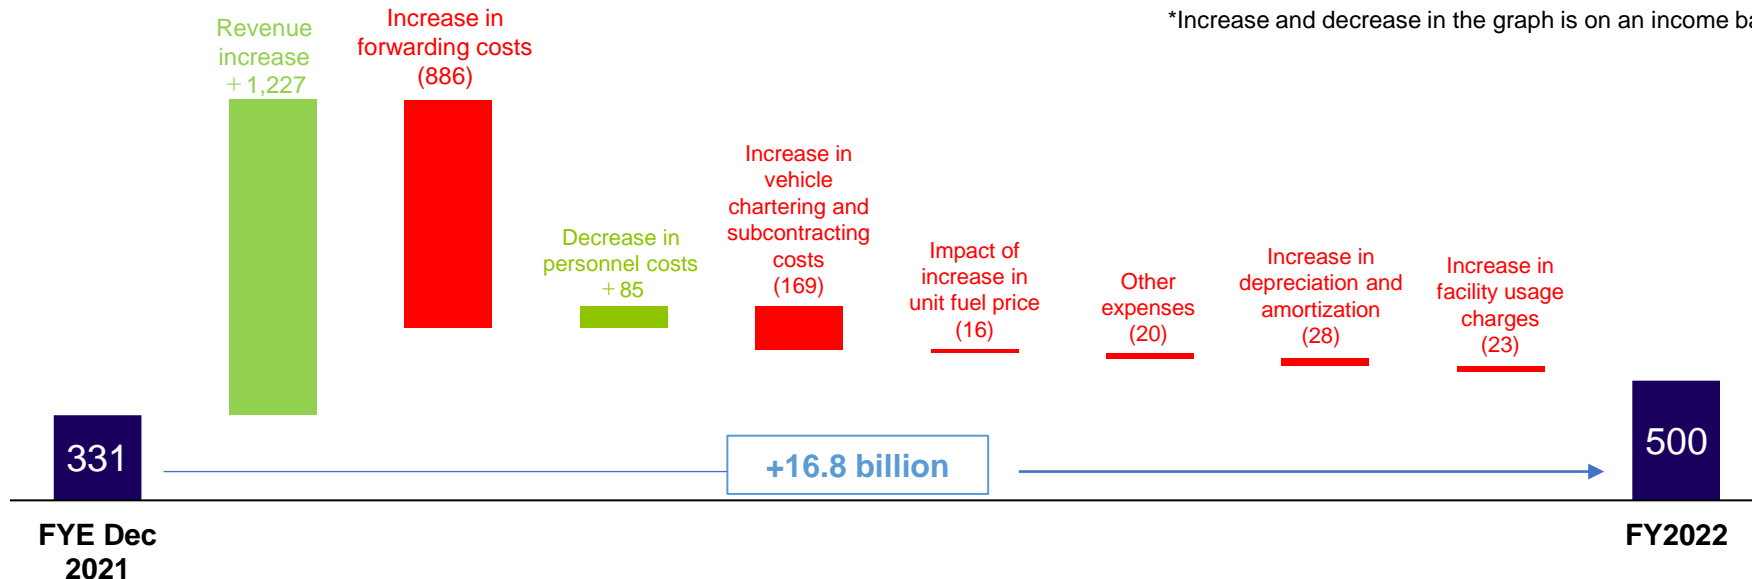 *Increase and decrease in the graph is on an income ba
Revenue
increase
+1,227
Increase in
forwarding costs
(886)
Decrease in
personnel costs
+85
Increase in
vehicle
chartering and
subcontracting
costs
(169)
Impact of
increase in
unit fuel price
(16)
Other
expenses
(20)
Increase in
depreciation and
amortization
(28)
Increase in
facility usage
charges
(23)
331
+16.8 billion
500
FYE Dec
2021
FY2022